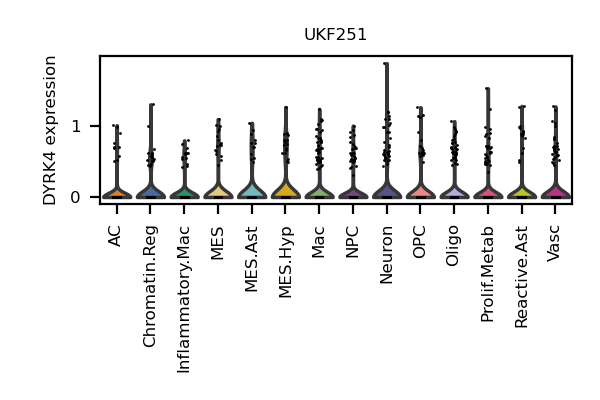 UKF251
DYRK4 expression
1
0
AC
Chromatin.Reg
Inflammatory.Mac
MES
MES.Ast
MES.Hyp
Mac
NPC
Neuron
OPC
Oligo
Prolif.Metab
Reactive.Ast
Vasc